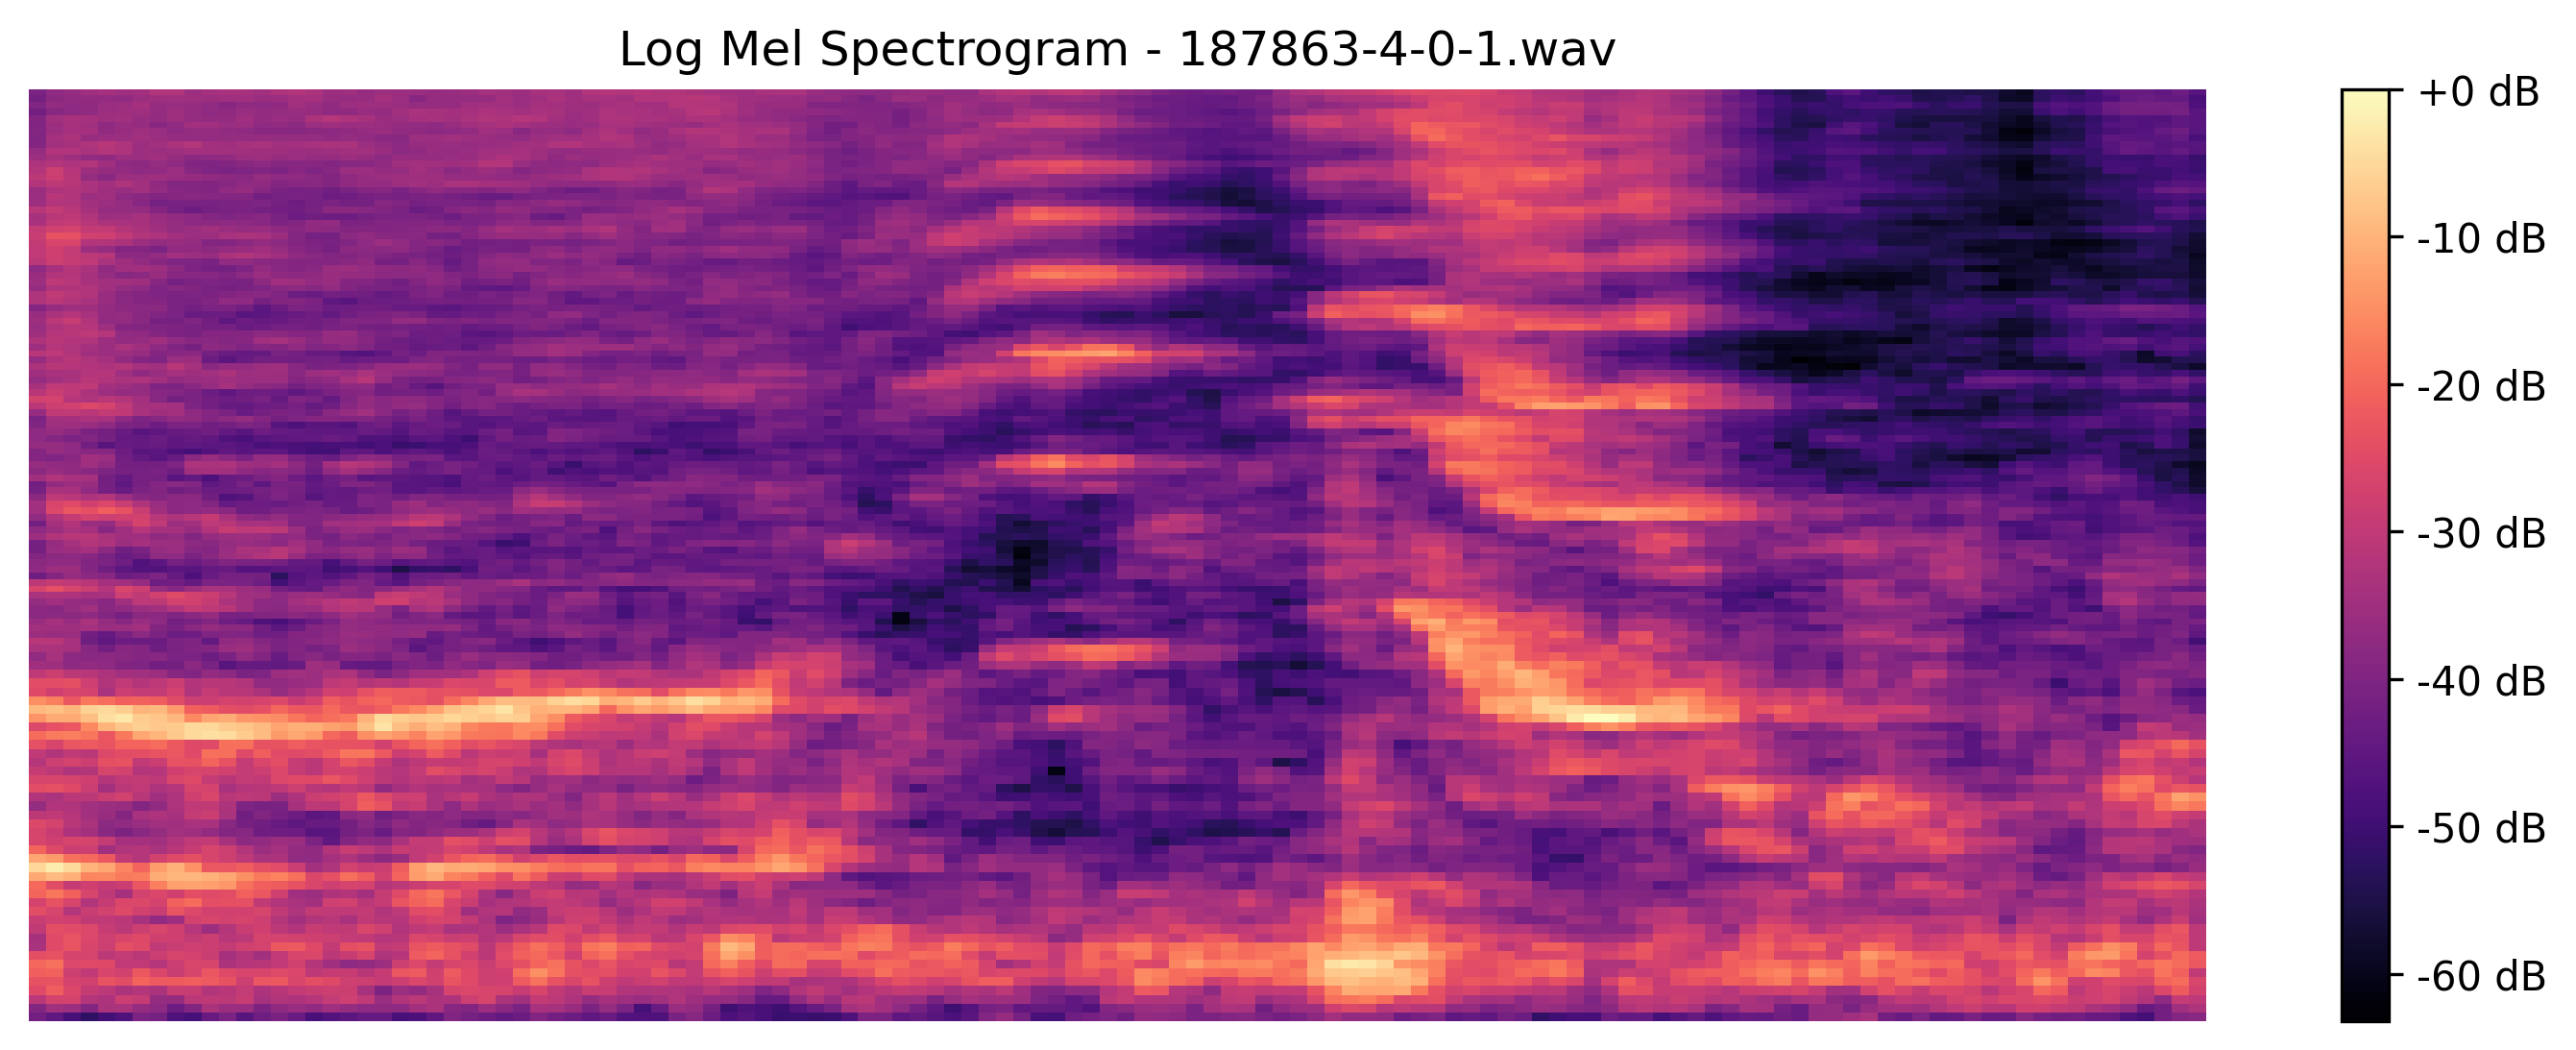 Log Mel Spectrogram - 187863-4-0-1.wav
+0 dB
-10 dB
-20 dB
-30 dB
-40 dB
-50 dB
-60 dB